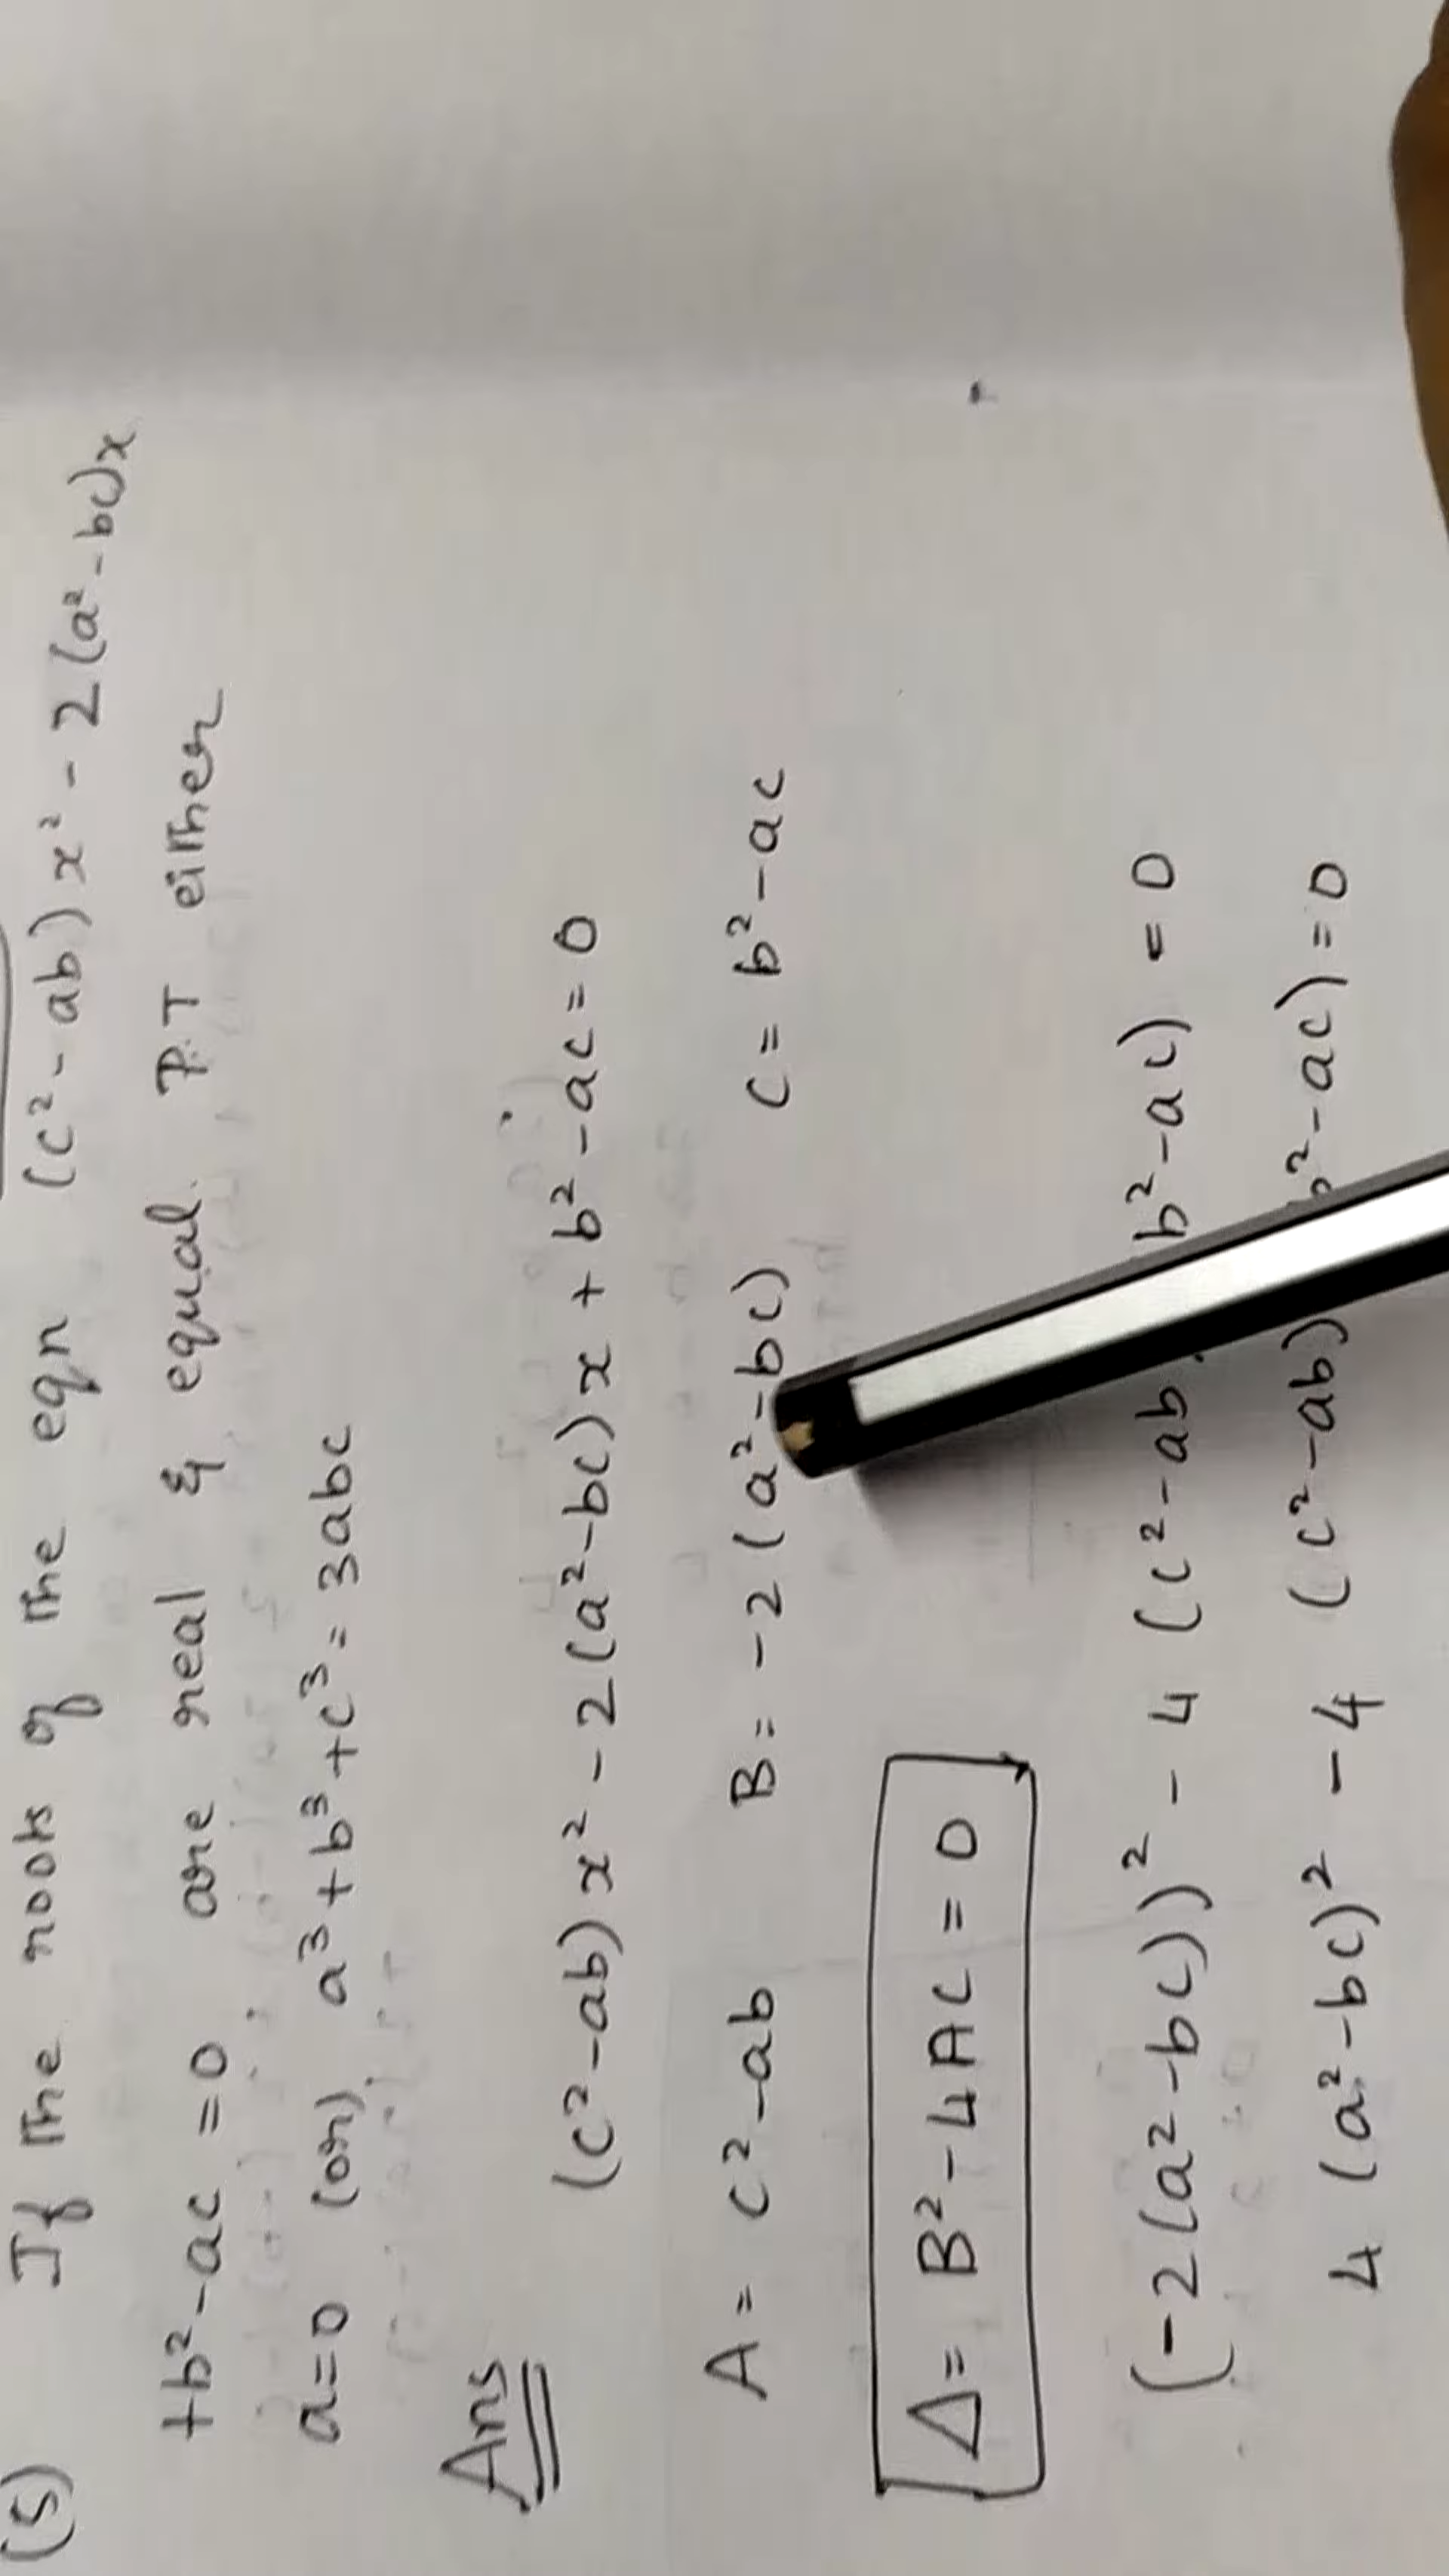 (5) If the roots of the eqn (c² - ab) x² - 2 (a² - bc)x
+b² - ac = 0 are real & equal. P.T either
a=0 (or) a³ + b³ + c³ = 3abc
Ans
(c² - ab) x² - 2 (a² - bc) x + b² - ac = 0
A = c² - ab B = -2 (a² - bc) C = b² - ac
Δ = B² - 4AC = 0
(-2 (a² - bc))² - 4 (c² - ab b² - ac) = 0
4 (a² - bc)² - 4 (c² - ab) b² - ac) = 0